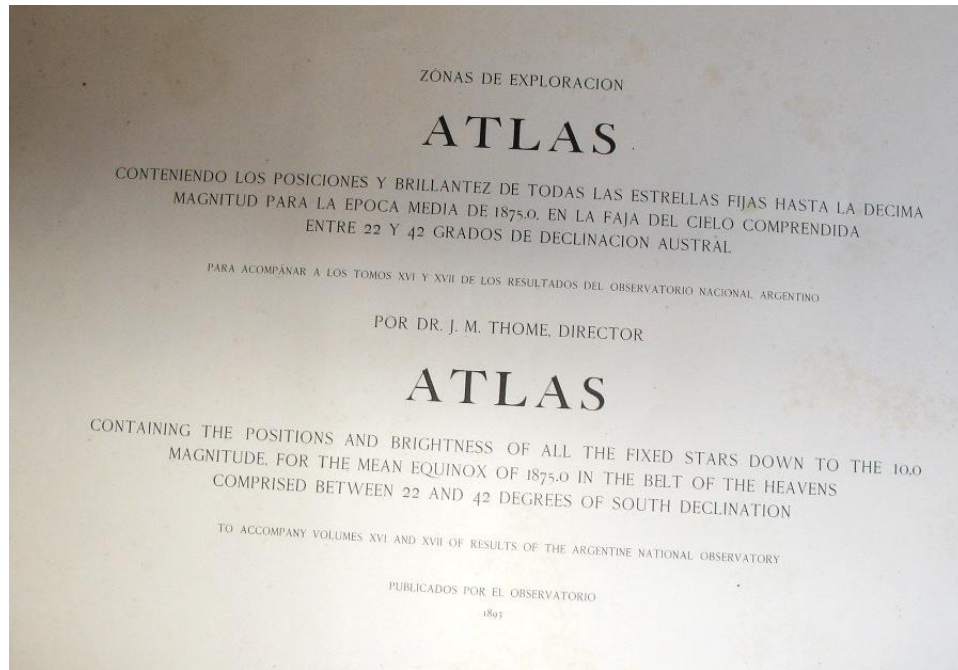 ZONAS DE EXPLORACION
ATLAS
CONTENIENDO LOS POSICIONES Y BRILLANTEZ DE TODAS LAS ESTRELLAS FIJAS HASTA LA DECIMA
MAGNITUD PARA LA EPOCA MEDIA DE 1875.0, EN LA FAJA DEL CIELO COMPRENDIDA
ENTRE 22 Y 42 GRADOS DE DECLINACION AUSTRAL
PARA ACOMPAÑAR A LOS TOMOS XVI Y XVII DE LOS RESULTADOS DEL OBSERVATORIO NACIONAL ARGENTINO
POR DR. J. M. THOME, DIRECTOR
ATLAS
CONTAINING THE POSITIONS AND BRIGHTNESS OF ALL THE FIXED STARS DOWN TO THE 10.0
MAGNITUDE, FOR THE MEAN EQUINOX OF 1875.0 IN THE BELT OF THE HEAVENS
COMPRISED BETWEEN 22 AND 42 DEGREES OF SOUTH DECLINATION
TO ACCOMPANY VOLUMES XVI AND XVII OF RESULTS OF THE ARGENTINE NATIONAL OBSERVATORY
PUBLICADOS POR EL OBSERVATORIO
1893